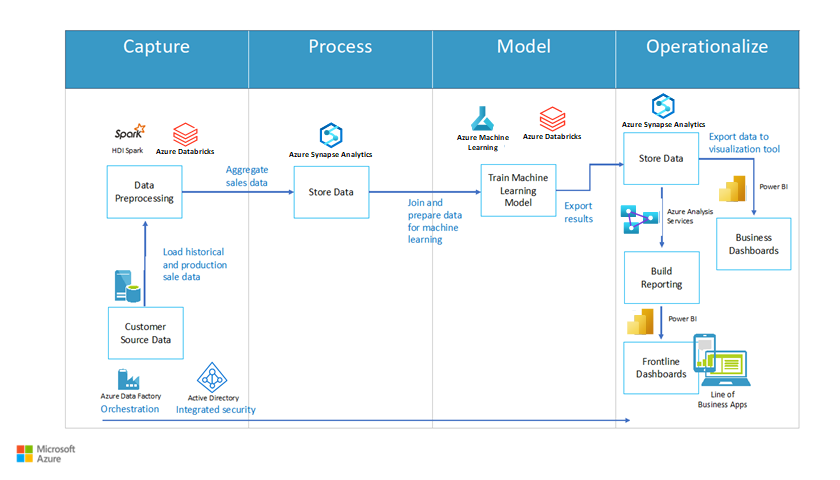 Capture
Process
Model
Operationalize
Spark
HDI Spark
Azure Databricks
Data
Preprocessing
Aggregate
sales data
Load historical
and production
sale data
Customer
Source Data
Azure Data Factory
Orchestration
Active Directory
Integrated security
Azure Synapse Analytics
Store Data
Join and
prepare data
for machine
learning
Azure Machine
Learning
Azure Databricks
Train Machine
Learning
Model
Export
results
Azure Synapse Analytics
Store Data
Export data to
visualization tool
Power BI
Business
Dashboards
Azure Analysis
Services
Build
Reporting
Power BI
Frontline
Dashboards
Line of
Business Apps
Microsoft
Azure